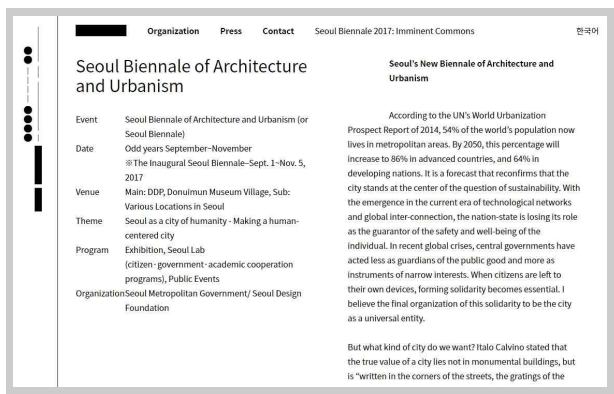 Organization Press Contact Seoul Biennale 2017: Imminent Commons 한국어
Seoul Biennale of Architecture
and Urbanism
Event Seoul Biennale of Architecture and Urbanism (or
Seoul Biennale)
Date Odd years September~November
※The Inaugural Seoul Biennale–Sept. 1~Nov. 5,
2017
Venue Main: DDP, Donuimun Museum Village, Sub:
Various Locations in Seoul
Theme Seoul as a city of humanity - Making a human-
centered city
Program Exhibition, Seoul Lab
(citizen·government·academic cooperation
programs), Public Events
Organization Seoul Metropolitan Government/ Seoul Design
Foundation
Seoul's New Biennale of Architecture and
Urbanism
According to the UN's World Urbanization
Prospect Report of 2014, 54% of the world's population now
lives in metropolitan areas. By 2050, this percentage will
increase to 86% in advanced countries, and 64% in
developing nations. It is a forecast that reconfirms that the
city stands at the center of the question of sustainability. With
the emergence in the current era of technological networks
and global inter-connection, the nation-state is losing its role
as the guarantor of the safety and well-being of the
individual. In recent global crises, central governments have
acted less as guardians of the public good and more as
instruments of narrow interests. When citizens are left to
their own devices, forming solidarity becomes essential. I
believe the final organization of this solidarity to be the city
as a universal entity.
But what kind of city do we want? Italo Calvino stated that
the true value of a city lies not in monumental buildings, but
is "written in the corners of the streets, the gratings of the